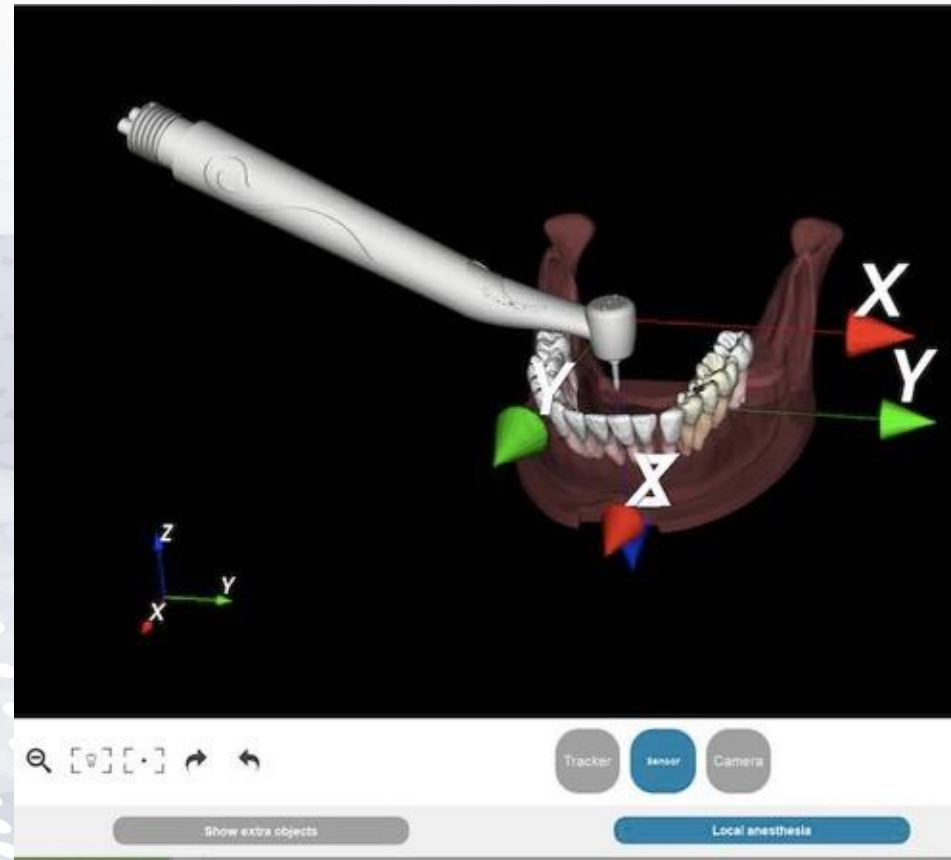 X
Y
Y
X
Z
Y
X
Tracker
Sensor
Camera
Show extra objects
Local anesthesia